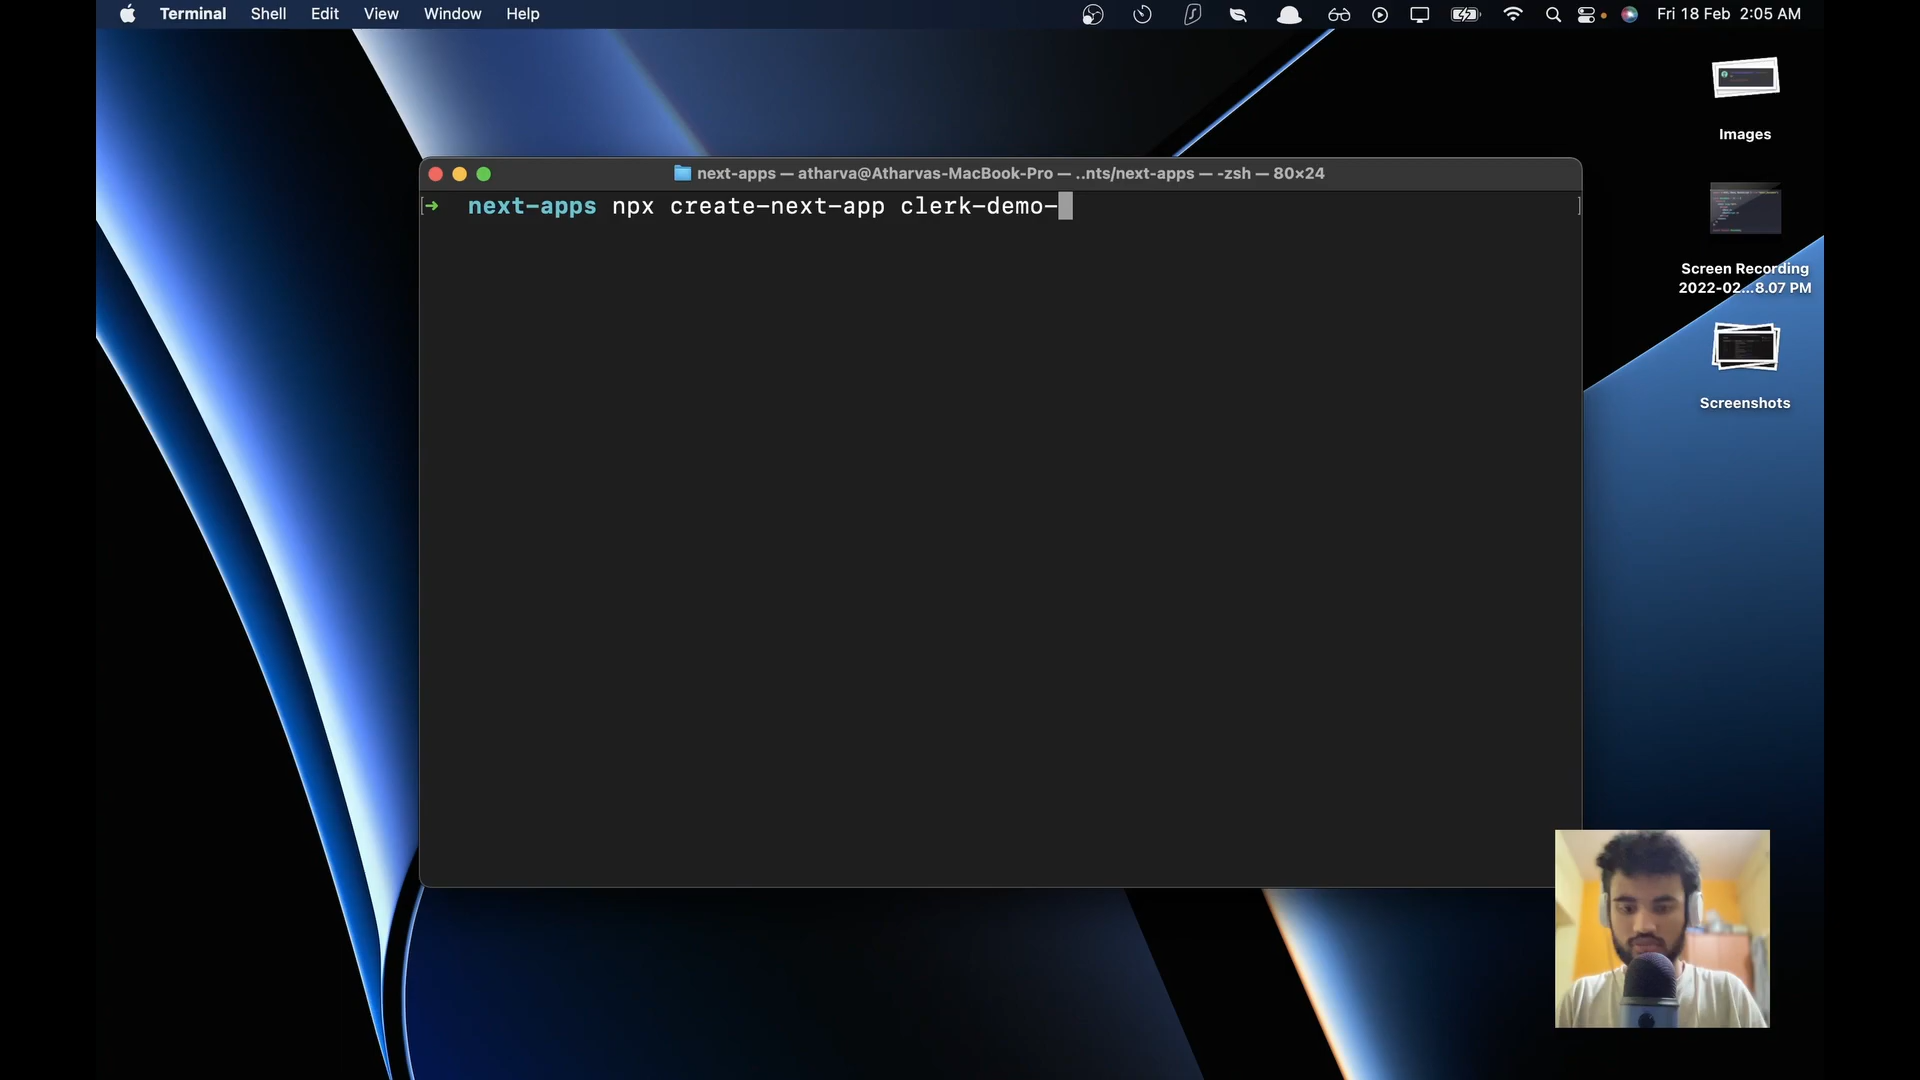 Terminal Shell Edit View Window Help Fri 18 Feb 2:05 AM
Images
next-apps — atharva@Atharvas-MacBook-Pro — ..nts/next-apps — -zsh — 80×24
[➜ next-apps npx create-next-app clerk-demo- ]
Screen Recording
2022-02...8.07 PM
Screenshots